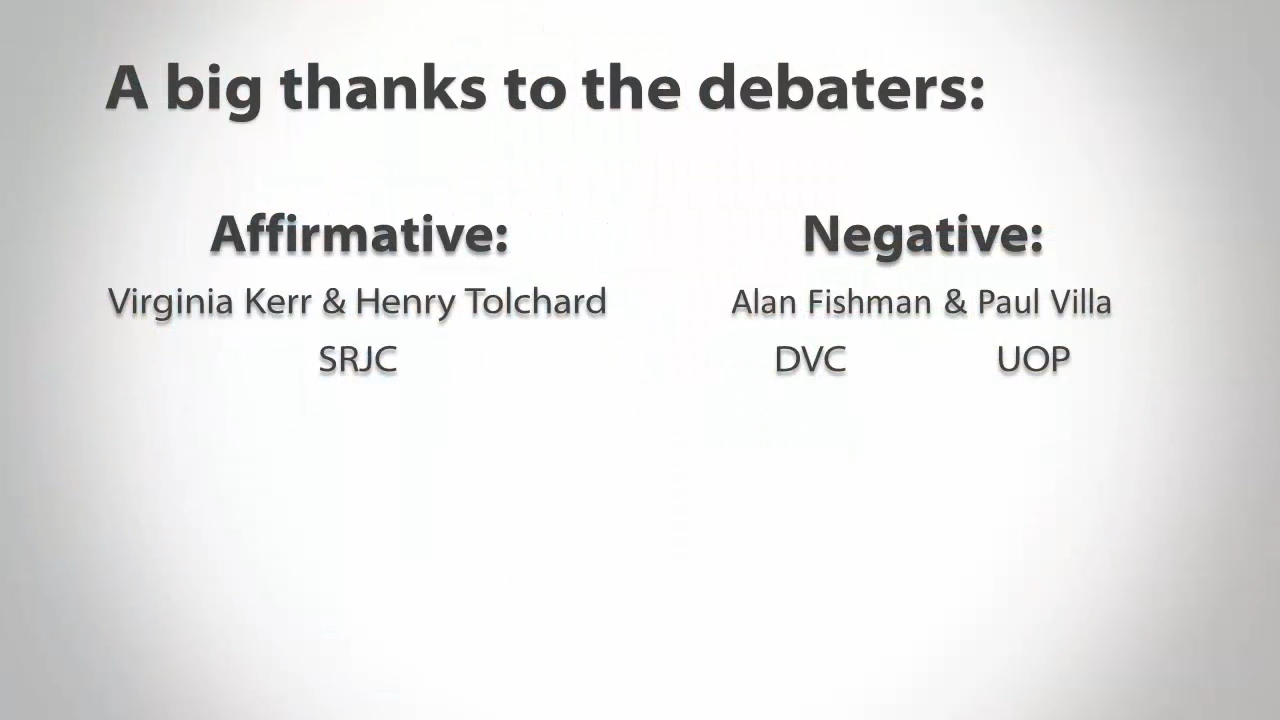 A big thanks to the debaters:
Affirmative:
Virginia Kerr & Henry Tolchard
SRJC
Negative:
Alan Fishman & Paul Villa
DVC UOP